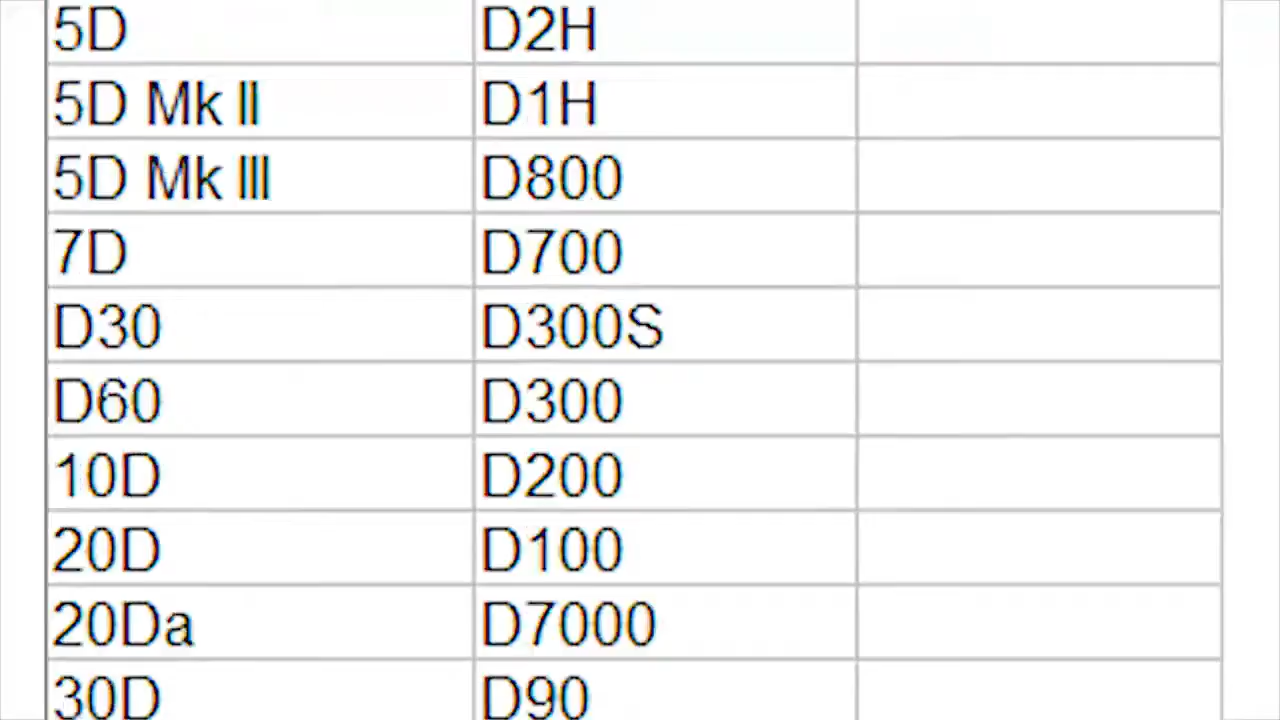 5D D2H
5D Mk II D1H
5D Mk III D800
7D D700
D30 D300S
D60 D300
10D D200
20D D100
20Da D7000
30D D90